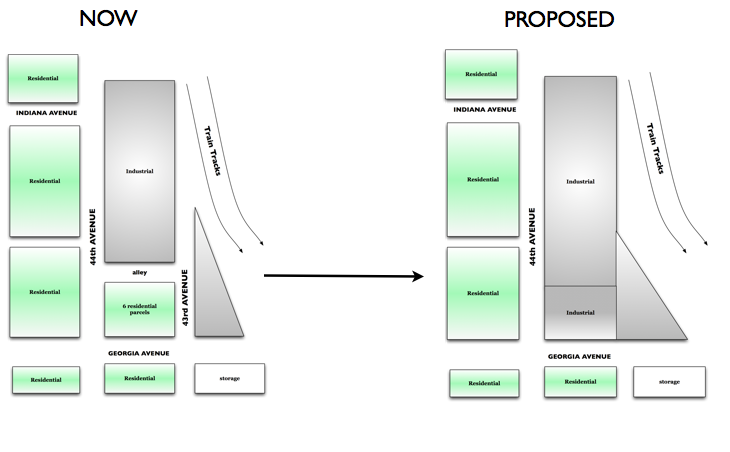 NOW
PROPOSED
Residential
INDIANA AVENUE
Residential
Industrial
Train Tracks
44th AVENUE
Residential
alley
6 residential
parcels
43rd AVENUE
GEORGIA AVENUE
Residential
Residential
storage
Residential
INDIANA AVENUE
Residential
Industrial
Train Tracks
44th AVENUE
Residential
Industrial
GEORGIA AVENUE
Residential
Residential
storage